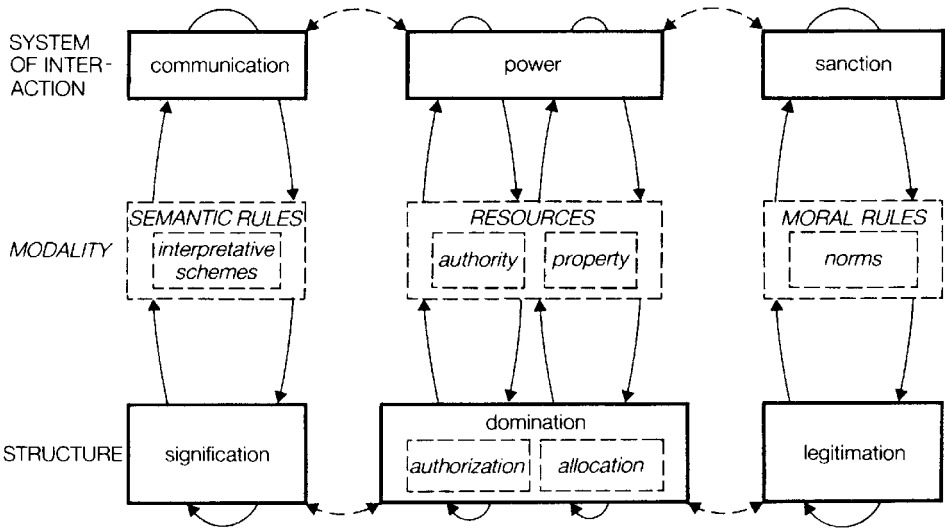 SYSTEM
OF INTER-
ACTION
communication
power
sanction
MODALITY
SEMANTIC RULES
interpretative
schemes
RESOURCES
authority
property
MORAL RULES
norms
STRUCTURE
signification
domination
authorization
allocation
legitimation